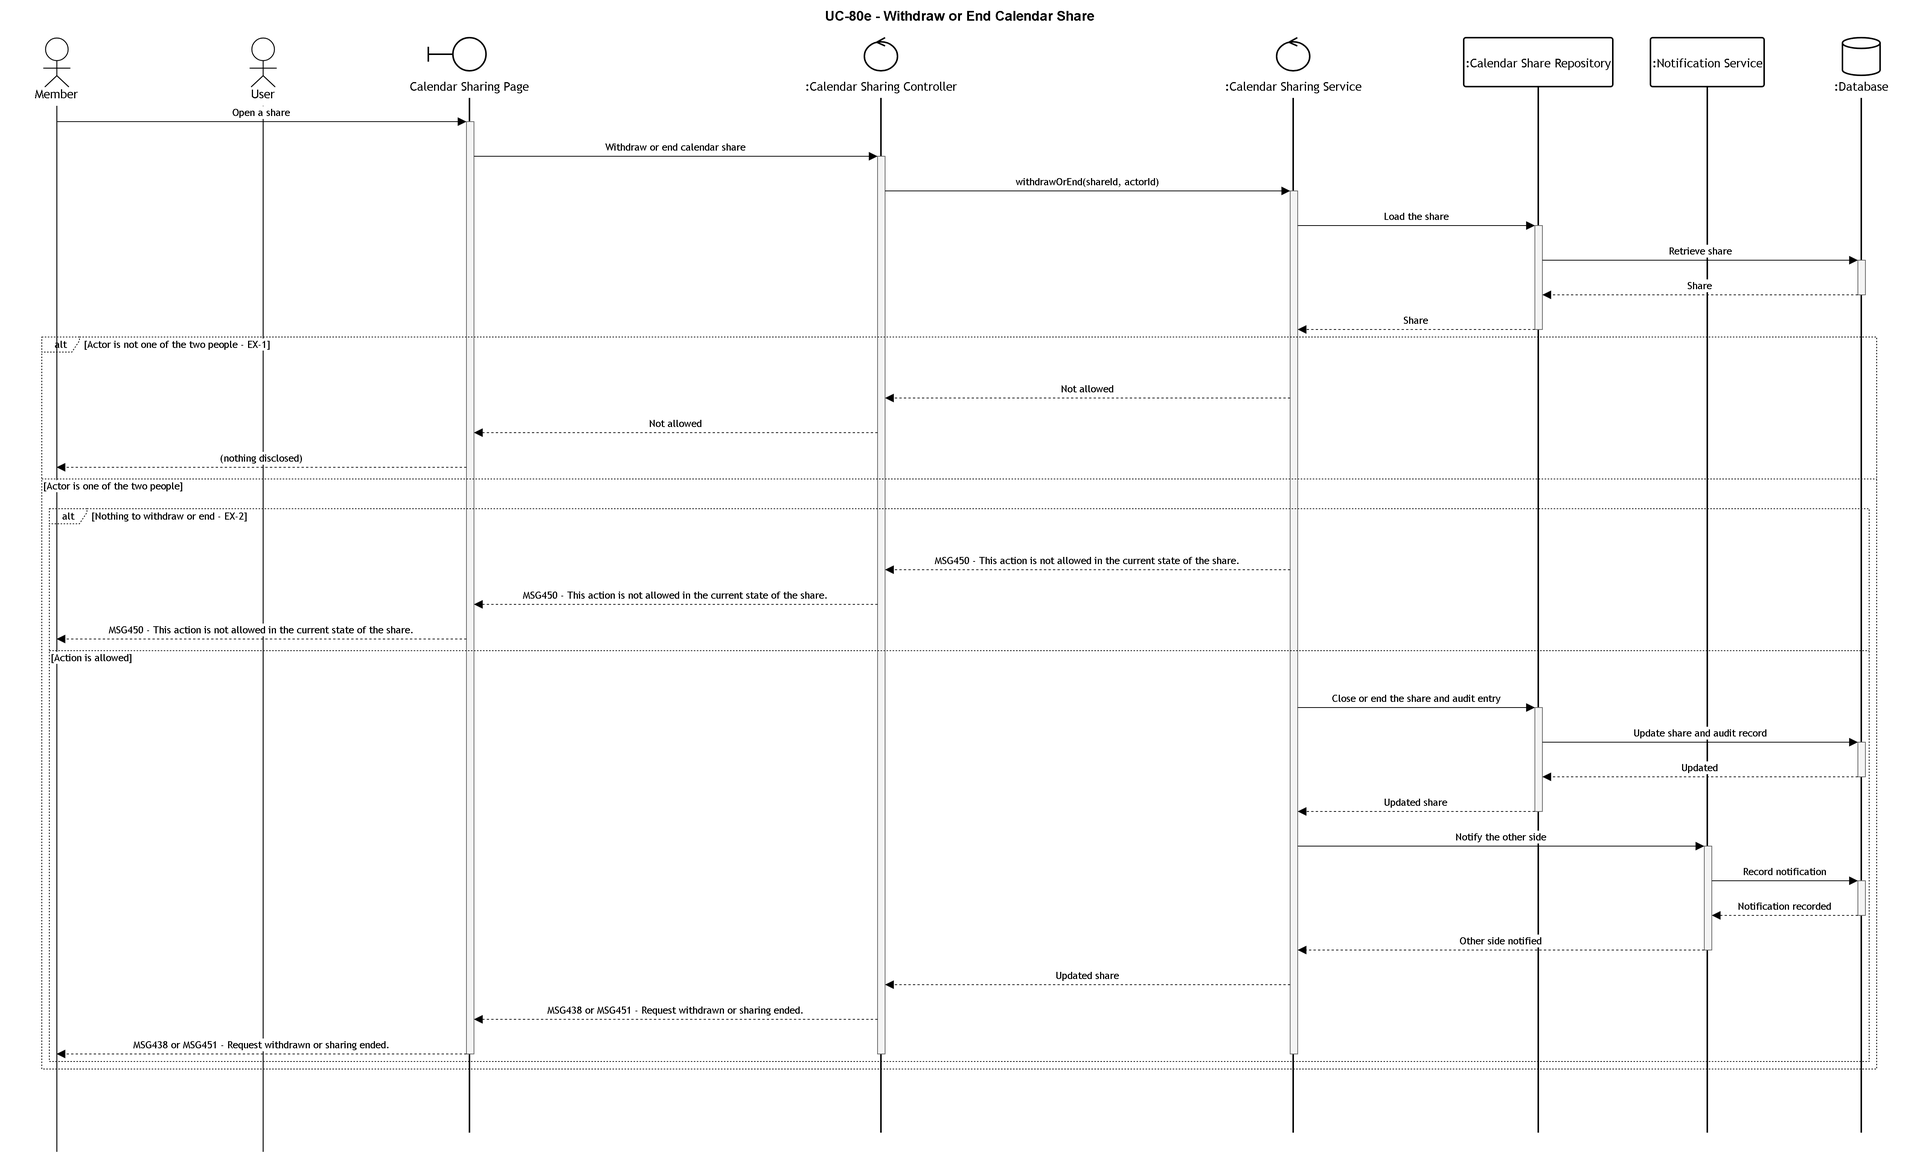 UC-80e - Withdraw or End Calendar Share
Member
User
Calendar Sharing Page
:Calendar Sharing Controller
:Calendar Sharing Service
:Calendar Share Repository
:Notification Service
:Database
Open a share
Withdraw or end calendar share
withdrawOrEnd(shareId, actorId)
Load the share
Retrieve share
Share
Share
alt [Actor is not one of the two people - EX-1]
Not allowed
Not allowed
(nothing disclosed)
[Actor is one of the two people]
alt [Nothing to withdraw or end - EX-2]
MSG450 - This action is not allowed in the current state of the share.
MSG450 - This action is not allowed in the current state of the share.
MSG450 - This action is not allowed in the current state of the share.
[Action is allowed]
Close or end the share and audit entry
Update share and audit record
Updated
Updated share
Notify the other side
Record notification
Notification recorded
Other side notified
Updated share
MSG438 or MSG451 - Request withdrawn or sharing ended.
MSG438 or MSG451 - Request withdrawn or sharing ended.